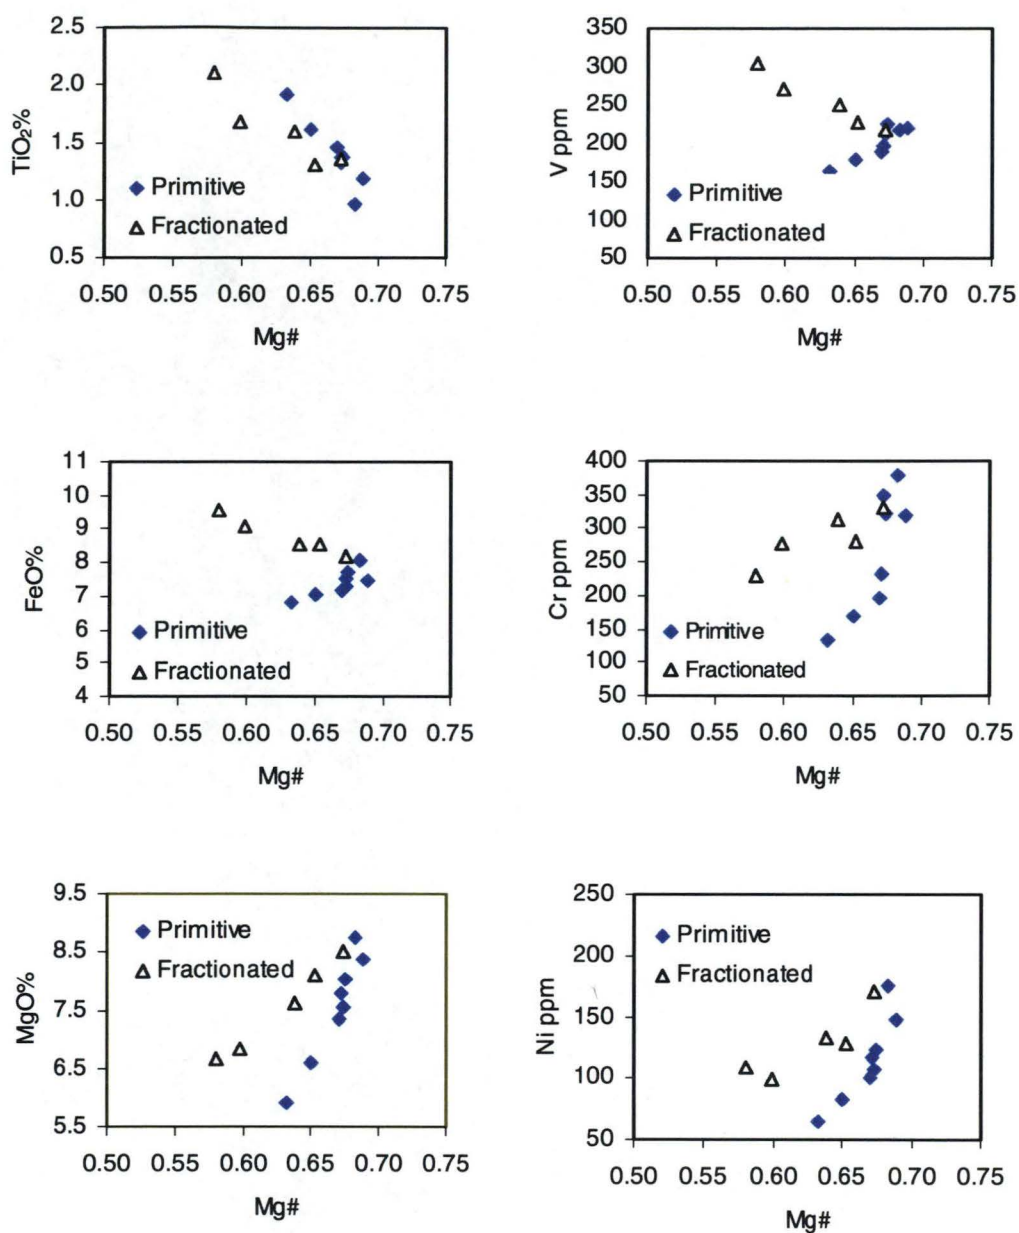 2.5
2.0
1.5
1.0
0.5
TiO₂%
Primitive
Fractionated
0.50 0.55 0.60 0.65 0.70 0.75
Mg#
350
300
250
200
150
100
50
V ppm
Primitive
Fractionated
0.50 0.55 0.60 0.65 0.70 0.75
Mg#
11
10
9
8
7
6
5
4
FeO%
Primitive
Fractionated
0.50 0.55 0.60 0.65 0.70 0.75
Mg#
400
350
300
250
200
150
100
50
Cr ppm
Primitive
Fractionated
0.50 0.55 0.60 0.65 0.70 0.75
Mg#
9.5
8.5
7.5
6.5
5.5
MgO%
Primitive
Fractionated
0.50 0.55 0.60 0.65 0.70 0.75
Mg#
250
200
150
100
50
Ni ppm
Primitive
Fractionated
0.50 0.55 0.60 0.65 0.70 0.75
Mg#